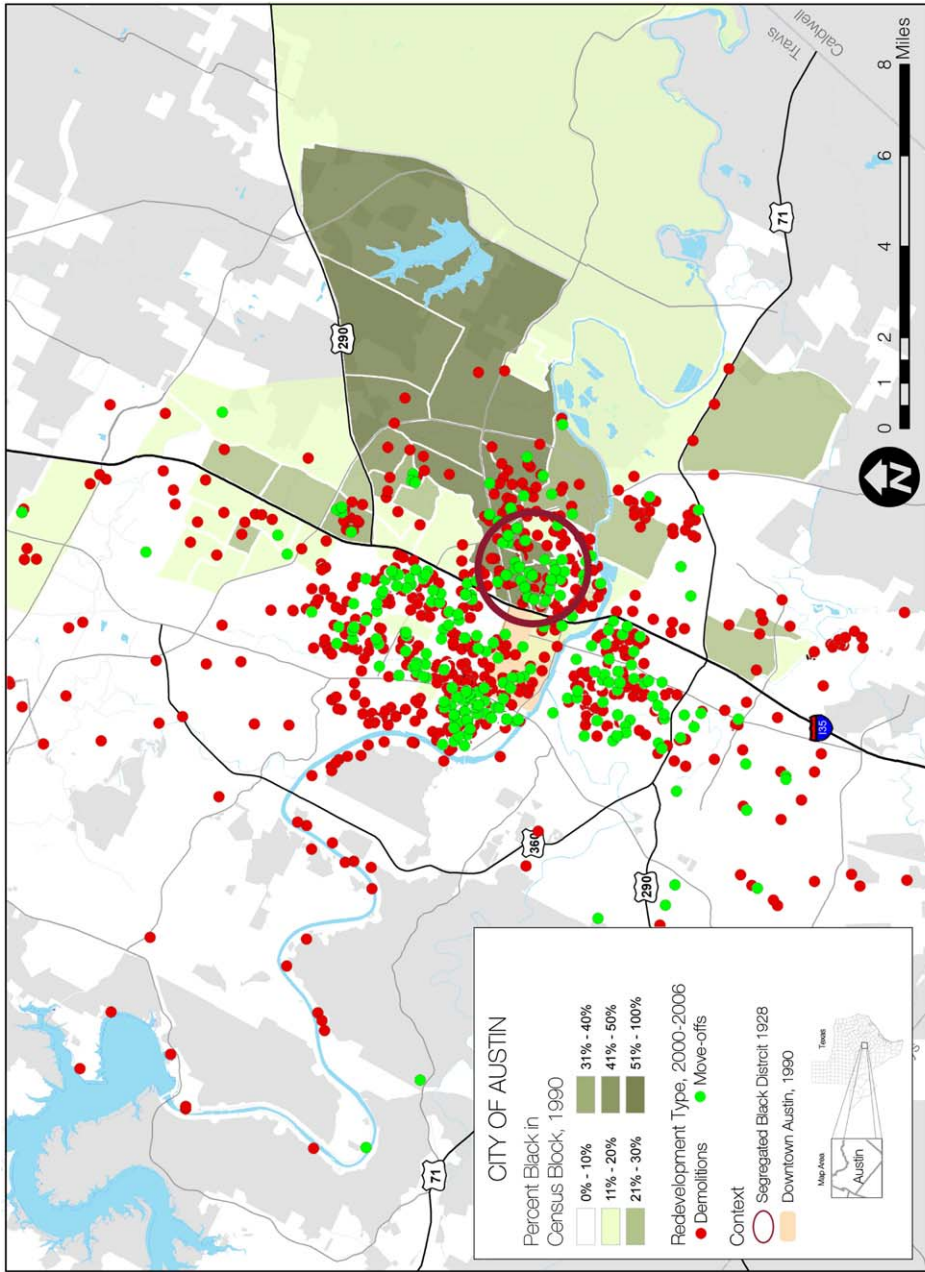 CITY OF AUSTIN
Percent Black in
Census Block, 1990
0% - 10%
11% - 20%
21% - 30%
31% - 40%
41% - 50%
51% - 100%
Redevelopment Type, 2000-2006
Demolitions
Move-offs
Context
Segregated Black Distrcit 1928
Downtown Austin, 1990
Map Area
Austin
Texas
71
290
360
290
I35
71
Travis
Caldwell
N
0
1
2
4
6
8
Miles